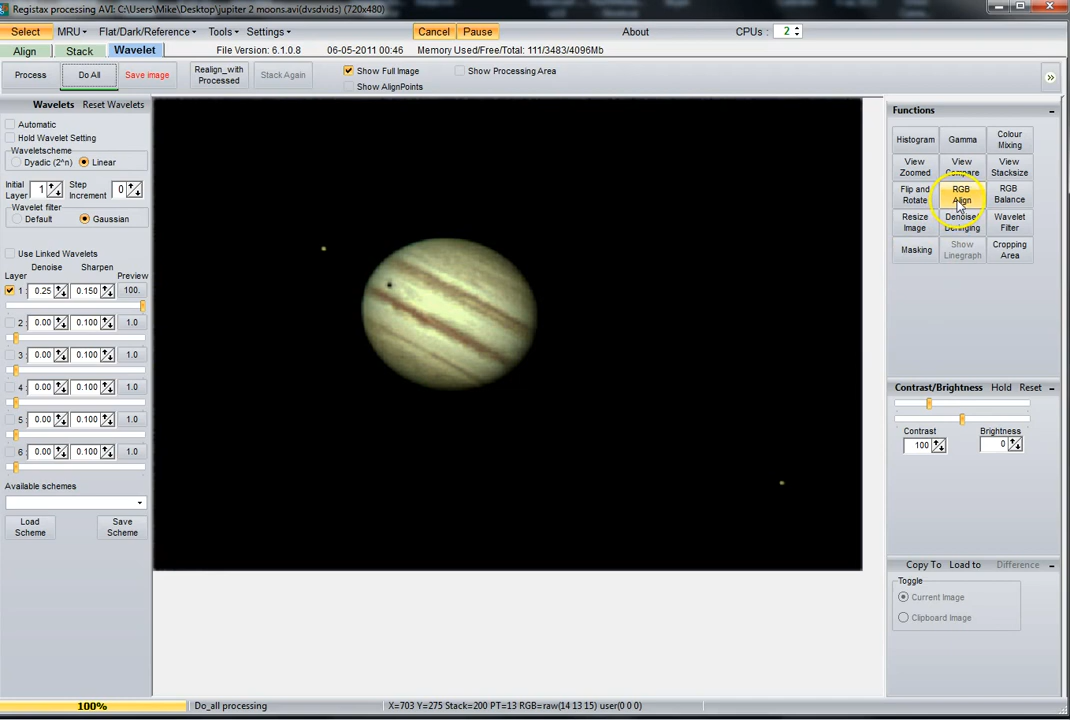 Registax processing AVI: C:\Users\Mike\Desktop\jupiter 2 moons.avi(dvsdvids) (720x480)
Select MRU Flat/Dark/Reference Tools Settings Cancel Pause About CPUs: 2
Align Stack Wavelet File Version: 6.1.0.8 06-05-2011 00:46 Memory Used/Free/Total: 111/3483/4096Mb
Process Do All Save image Realign_with Processed Stack Again Show Full Image Show Processing Area
Show AlignPoints
Wavelets Reset Wavelets
Automatic
Hold Wavelet Setting
Waveletscheme
Dyadic (2^n) Linear
Initial Layer 1 Step Increment 0
Wavelet filter
Default Gaussian
Use Linked Wavelets
Denoise Sharpen
Layer Preview
1 : 0.25 0.150 100.
2 : 0.00 0.100 1.0
3 : 0.00 0.100 1.0
4 : 0.00 0.100 1.0
5 : 0.00 0.100 1.0
6 : 0.00 0.100 1.0
Available schemes
Load Scheme Save Scheme
Functions
Histogram Gamma Colour Mixing
View Zoomed View Compare View Stacksize
Flip and Rotate RGB Align RGB Balance
Resize Image Denoise/ Deringing Wavelet Filter
Masking Show Linegraph Cropping Area
Contrast/Brightness Hold Reset
Contrast Brightness
100 0
Copy To Load to Difference
Toggle
Current Image
Clipboard Image
100% Do_all processing X=703 Y=275 Stack=200 PT=13 RGB=raw(14 13 15) user(0 0 0)